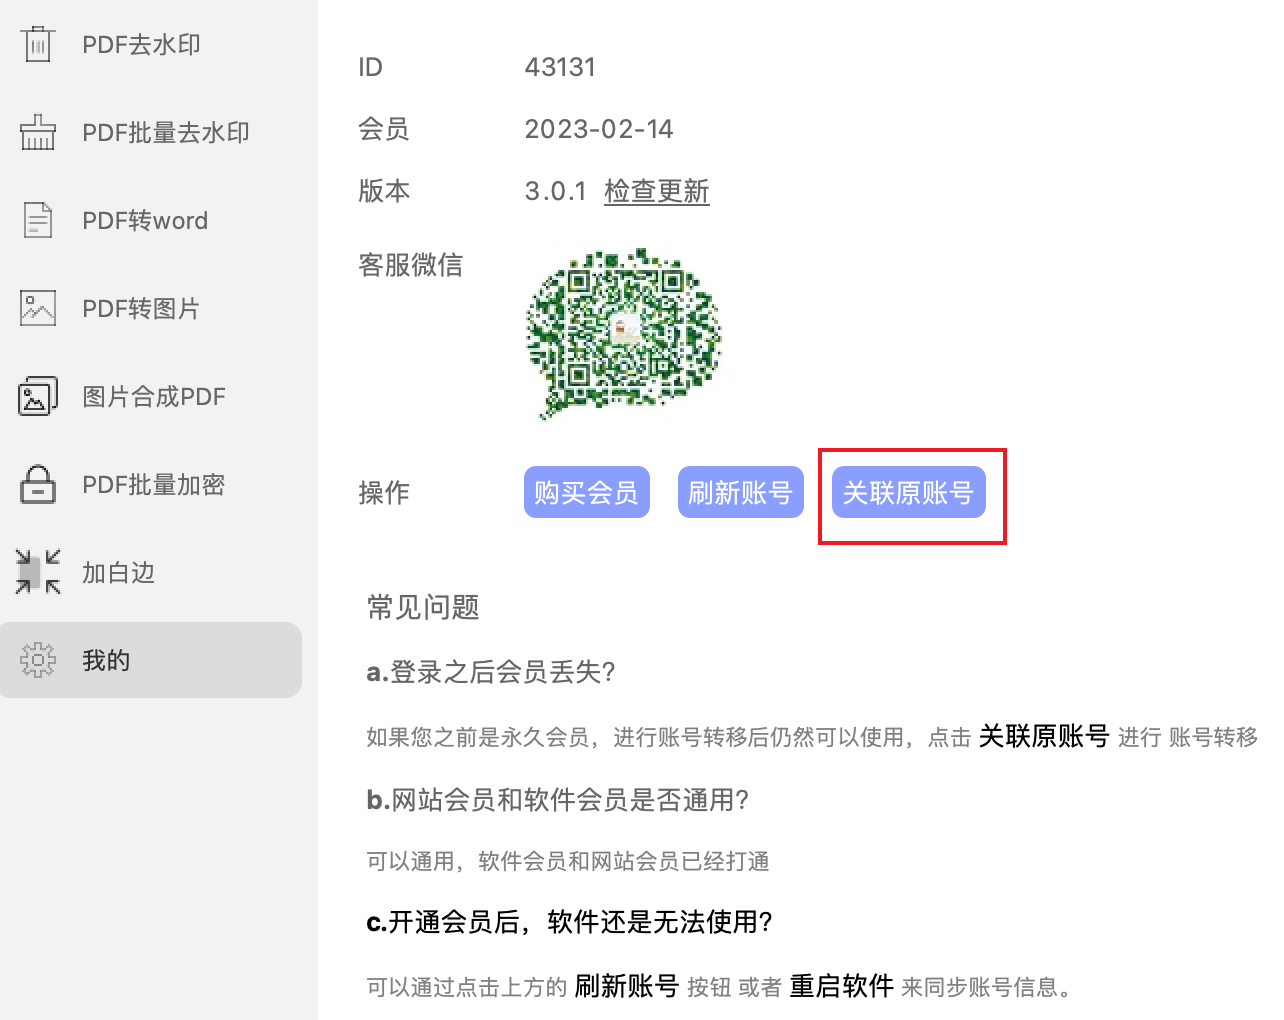 PDF去水印
PDF批量去水印
PDF转word
PDF转图片
图片合成PDF
PDF批量加密
加白边
我的
ID 43131
会员 2023-02-14
版本 3.0.1 检查更新
客服微信
操作 购买会员 刷新账号 关联原账号
常见问题
a.登录之后会员丢失?
如果您之前是永久会员，进行账号转移后仍然可以使用，点击 关联原账号 进行 账号转移
b.网站会员和软件会员是否通用?
可以通用，软件会员和网站会员已经打通
c.开通会员后，软件还是无法使用?
可以通过点击上方的 刷新账号 按钮 或者 重启软件 来同步账号信息。